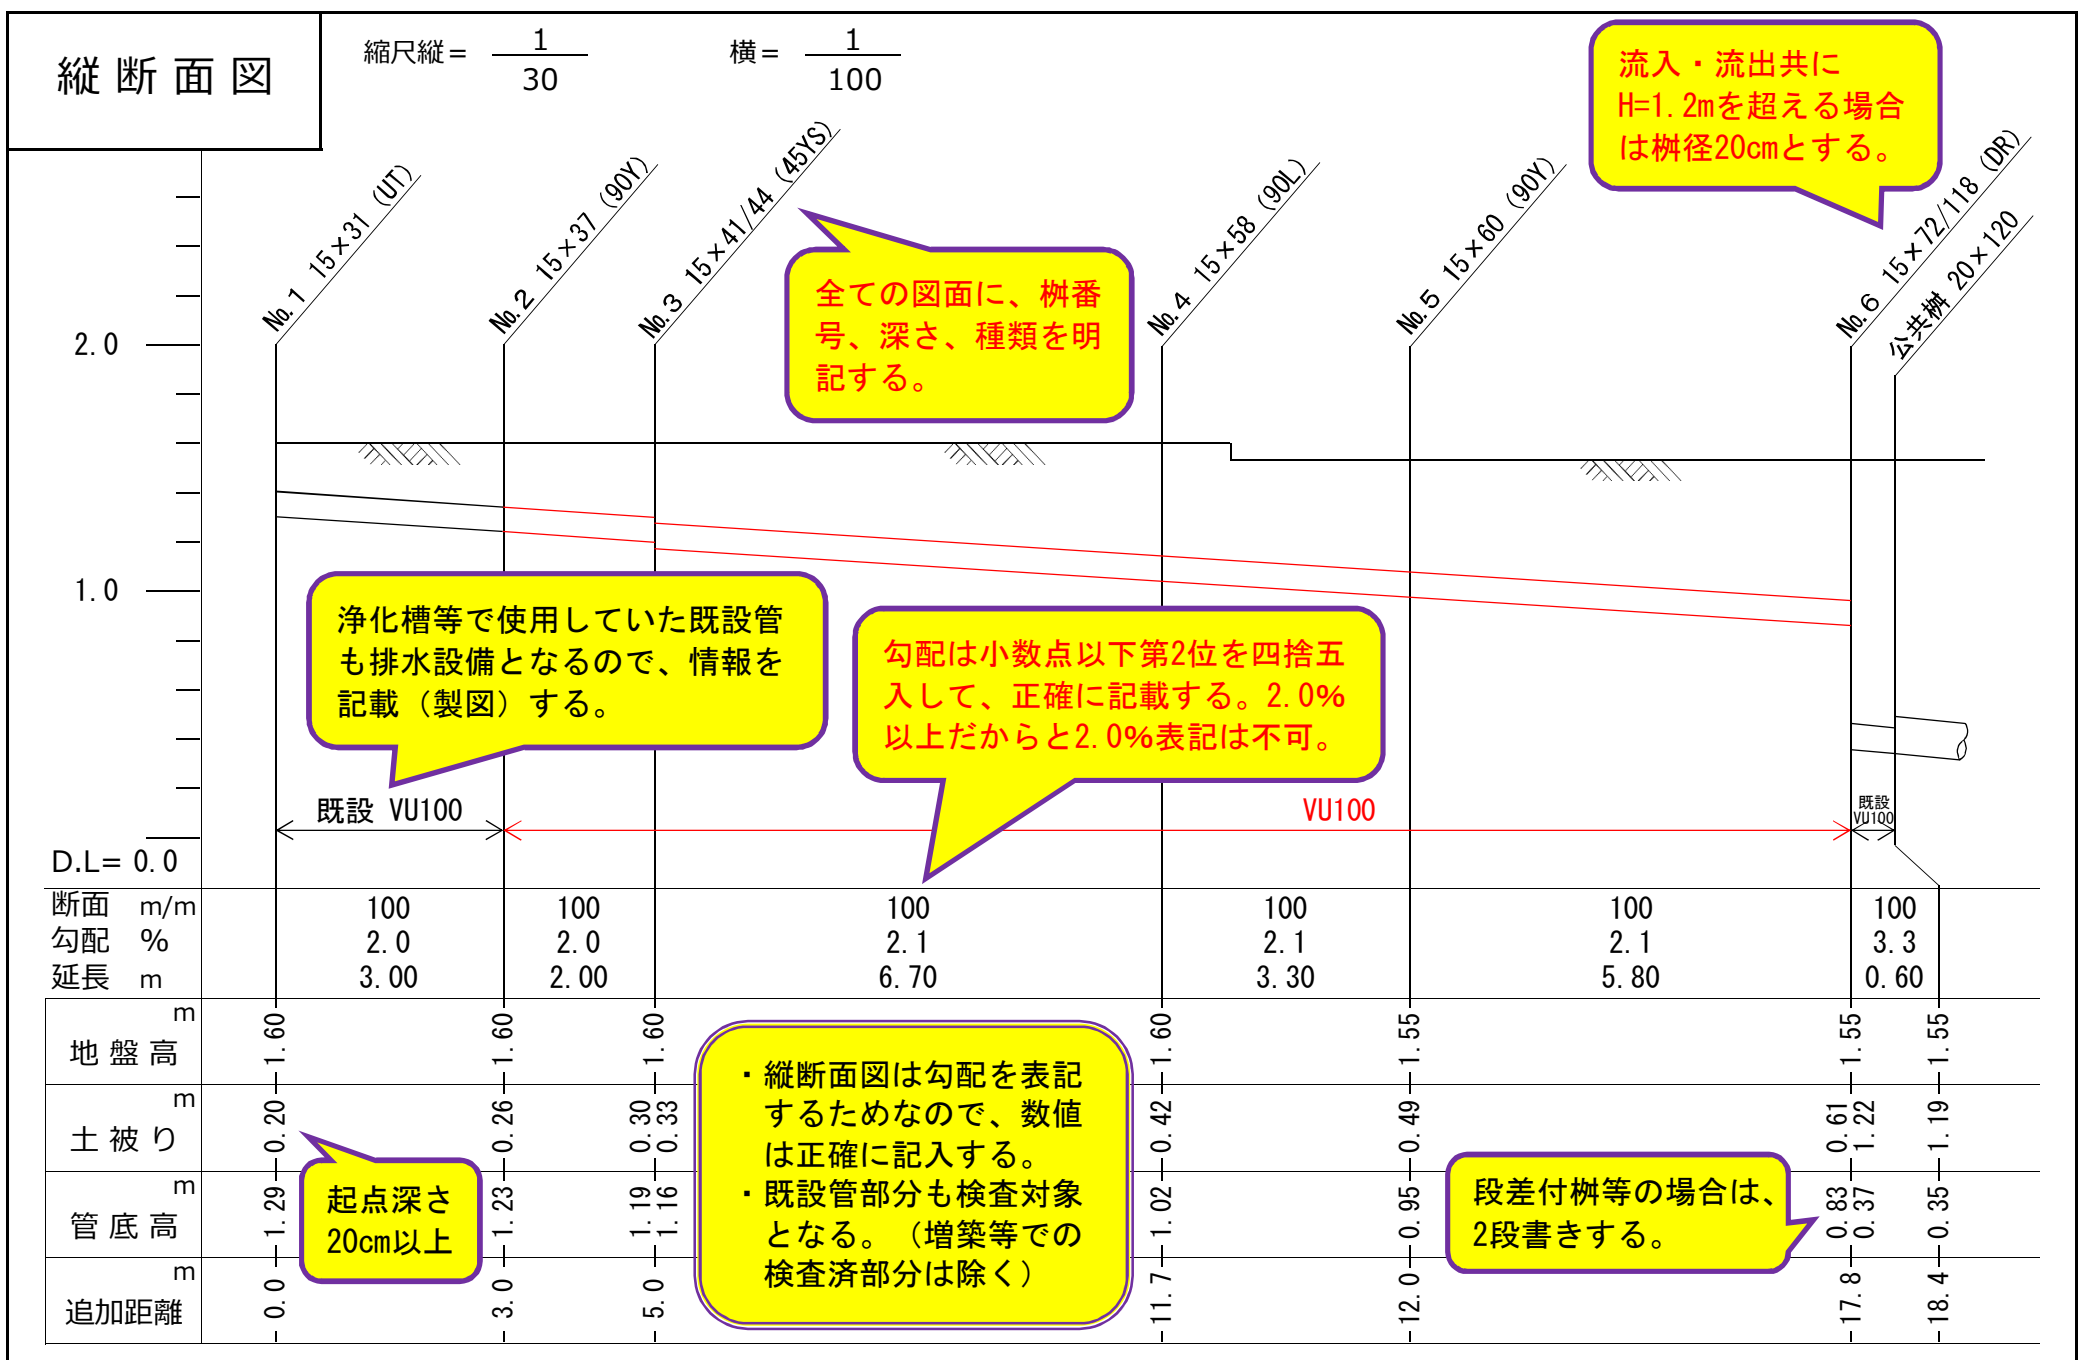 縦断面図
縮尺縦= 1/30 横= 1/100
流入・流出共に
H=1.2mを超える場合
は桝径20cmとする。
№1 15×31 (UT)
№2 15×37 (90Y)
№3 15×41/44 (45YS)
№4 15×58 (90L)
№5 15×60 (90Y)
№6 15×72/118 (DR)
公共桝 20×120
全ての図面に、桝番
号、深さ、種類を明
記する。
2.0
1.0
D.L= 0.0
浄化槽等で使用していた既設管
も排水設備となるので、情報を
記載（製図）する。
勾配は小数点以下第2位を四捨五
入して、正確に記載する。2.0%
以上だからと2.0%表記は不可。
既設 VU100
VU100
既設
VU100
断面 m/m 100 100 100 100 100 100
勾配 % 2.0 2.0 2.1 2.1 2.1 3.3
延長 m 3.00 2.00 6.70 3.30 5.80 0.60
m
地盤高 1.60 1.60 1.60 1.60 1.55 1.55 1.55
m
土被り 0.20 0.26 0.30 0.33 0.42 0.49 0.61 1.22 1.19
m
管底高 1.29 1.23 1.19 1.16 1.02 0.95 0.83 0.37 0.35
m
追加距離 0.0 3.0 5.0 11.7 12.0 17.8 18.4
起点深さ
20cm以上
・縦断面図は勾配を表記
するためなので、数値
は正確に記入する。
・既設管部分も検査対象
となる。（増築等での
検査済部分は除く）
段差付桝等の場合は、
2段書きする。